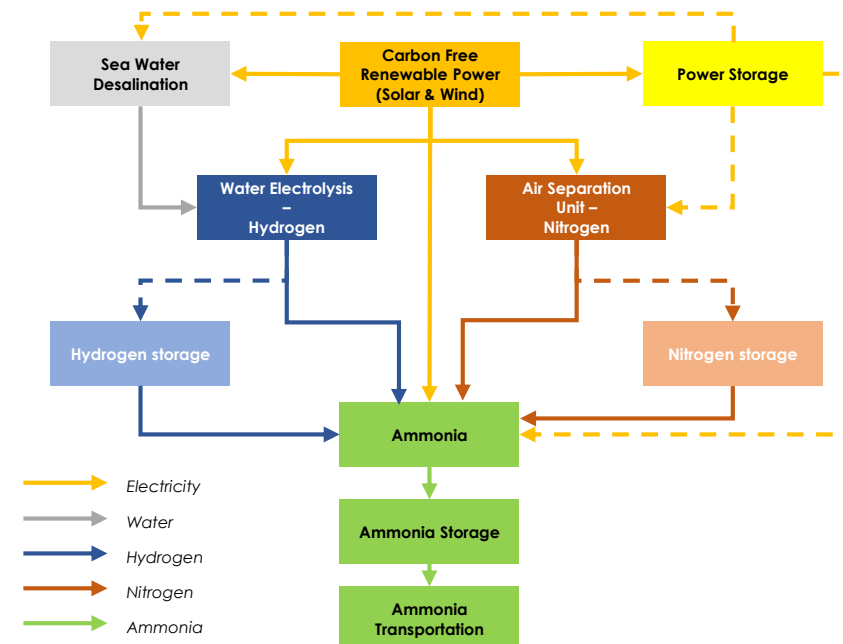 Sea Water
Desalination
Carbon Free
Renewable Power
(Solar & Wind)
Power Storage
Water Electrolysis
–
Hydrogen
Air Separation
Unit –
Nitrogen
Hydrogen storage
Nitrogen storage
Ammonia
Electricity
Water
Hydrogen
Nitrogen
Ammonia
Ammonia Storage
Ammonia
Transportation